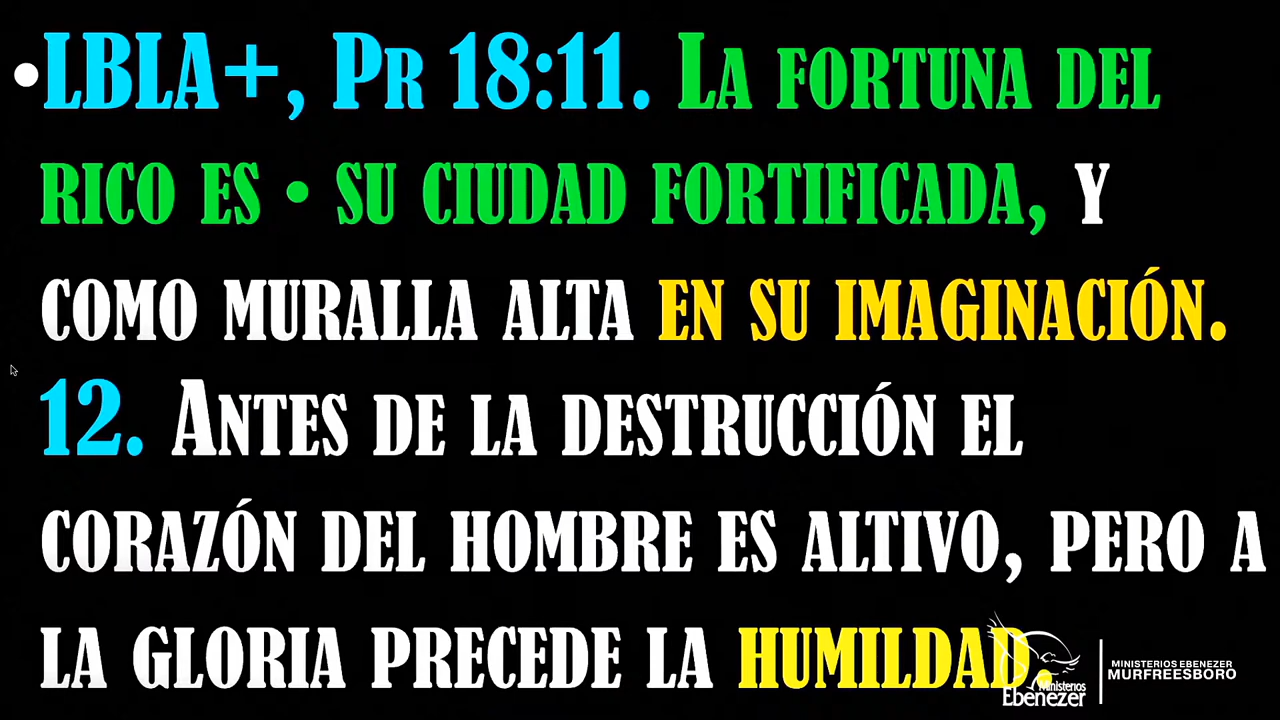 •LBLA+, Pr 18:11. La fortuna del
rico es • su ciudad fortificada, y
como muralla alta en su imaginación.
12. Antes de la destrucción el
corazón del hombre es altivo, pero a
la gloria precede la humildad
Ministerios
Ebenezer
MINISTERIOS EBENEZER
MURFREESBORO